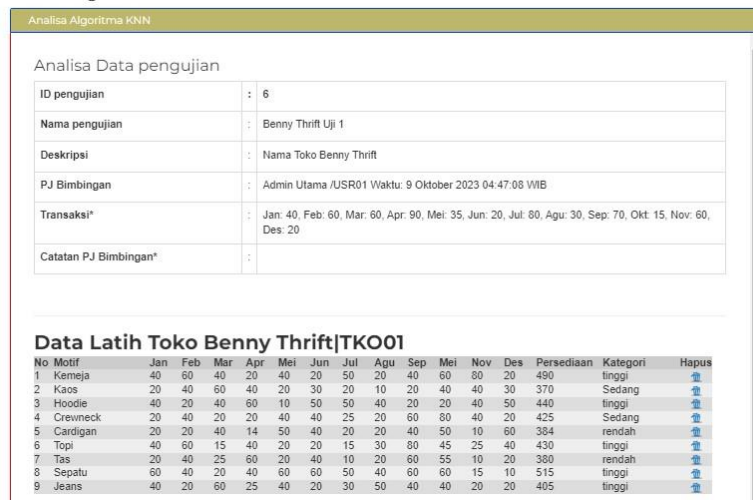 Analisa Algoritma KNN
Analisa Data pengujian
ID pengujian : 6
Nama pengujian : Benny Thrift Uji 1
Deskripsi : Nama Toko Benny Thrift
PJ Bimbingan : Admin Utama /USR01 Waktu: 9 Oktober 2023 04:47:08 WIB
Transaksi* : Jan: 40, Feb: 60, Mar: 60, Apr: 90, Mei: 35, Jun: 20, Jul: 80, Agu: 30, Sep: 70, Okt: 15, Nov: 60,
Des: 20
Catatan PJ Bimbingan* :
Data Latih Toko Benny Thrift|TKO01
No Motif Jan Feb Mar Apr Mei Jun Jul Agu Sep Mei Nov Des Persediaan Kategori Hapus
1 Kemeja 40 60 40 20 40 20 50 20 40 60 80 20 490 tinggi
2 Kaos 20 40 60 40 20 30 20 10 20 40 40 30 370 Sedang
3 Hoodie 40 20 40 60 10 50 50 40 20 20 40 50 440 tinggi
4 Crewneck 20 40 20 20 40 40 25 20 60 80 40 20 425 Sedang
5 Cardigan 20 20 40 14 50 40 20 20 40 50 10 60 384 rendah
6 Topi 40 60 15 40 20 20 15 30 80 45 25 40 430 tinggi
7 Tas 20 40 25 60 20 40 10 20 60 55 10 20 380 rendah
8 Sepatu 60 40 20 40 60 60 50 40 60 60 15 10 515 tinggi
9 Jeans 40 20 60 25 40 20 30 50 40 40 20 20 405 tinggi